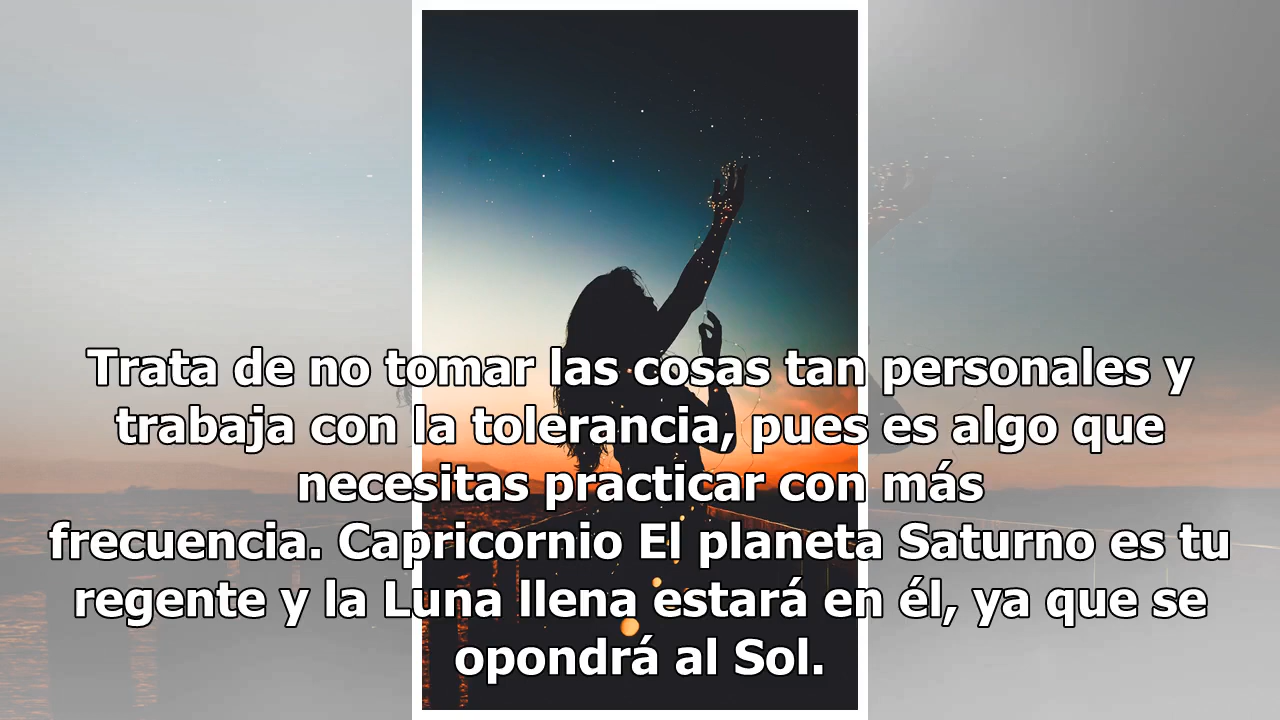 Trata de no tomar las cosas tan personales y
trabaja con la tolerancia, pues es algo que
necesitas practicar con más
frecuencia. Capricornio El planeta Saturno es tu
regente y la Luna llena estará en él, ya que se
opondrá al Sol.